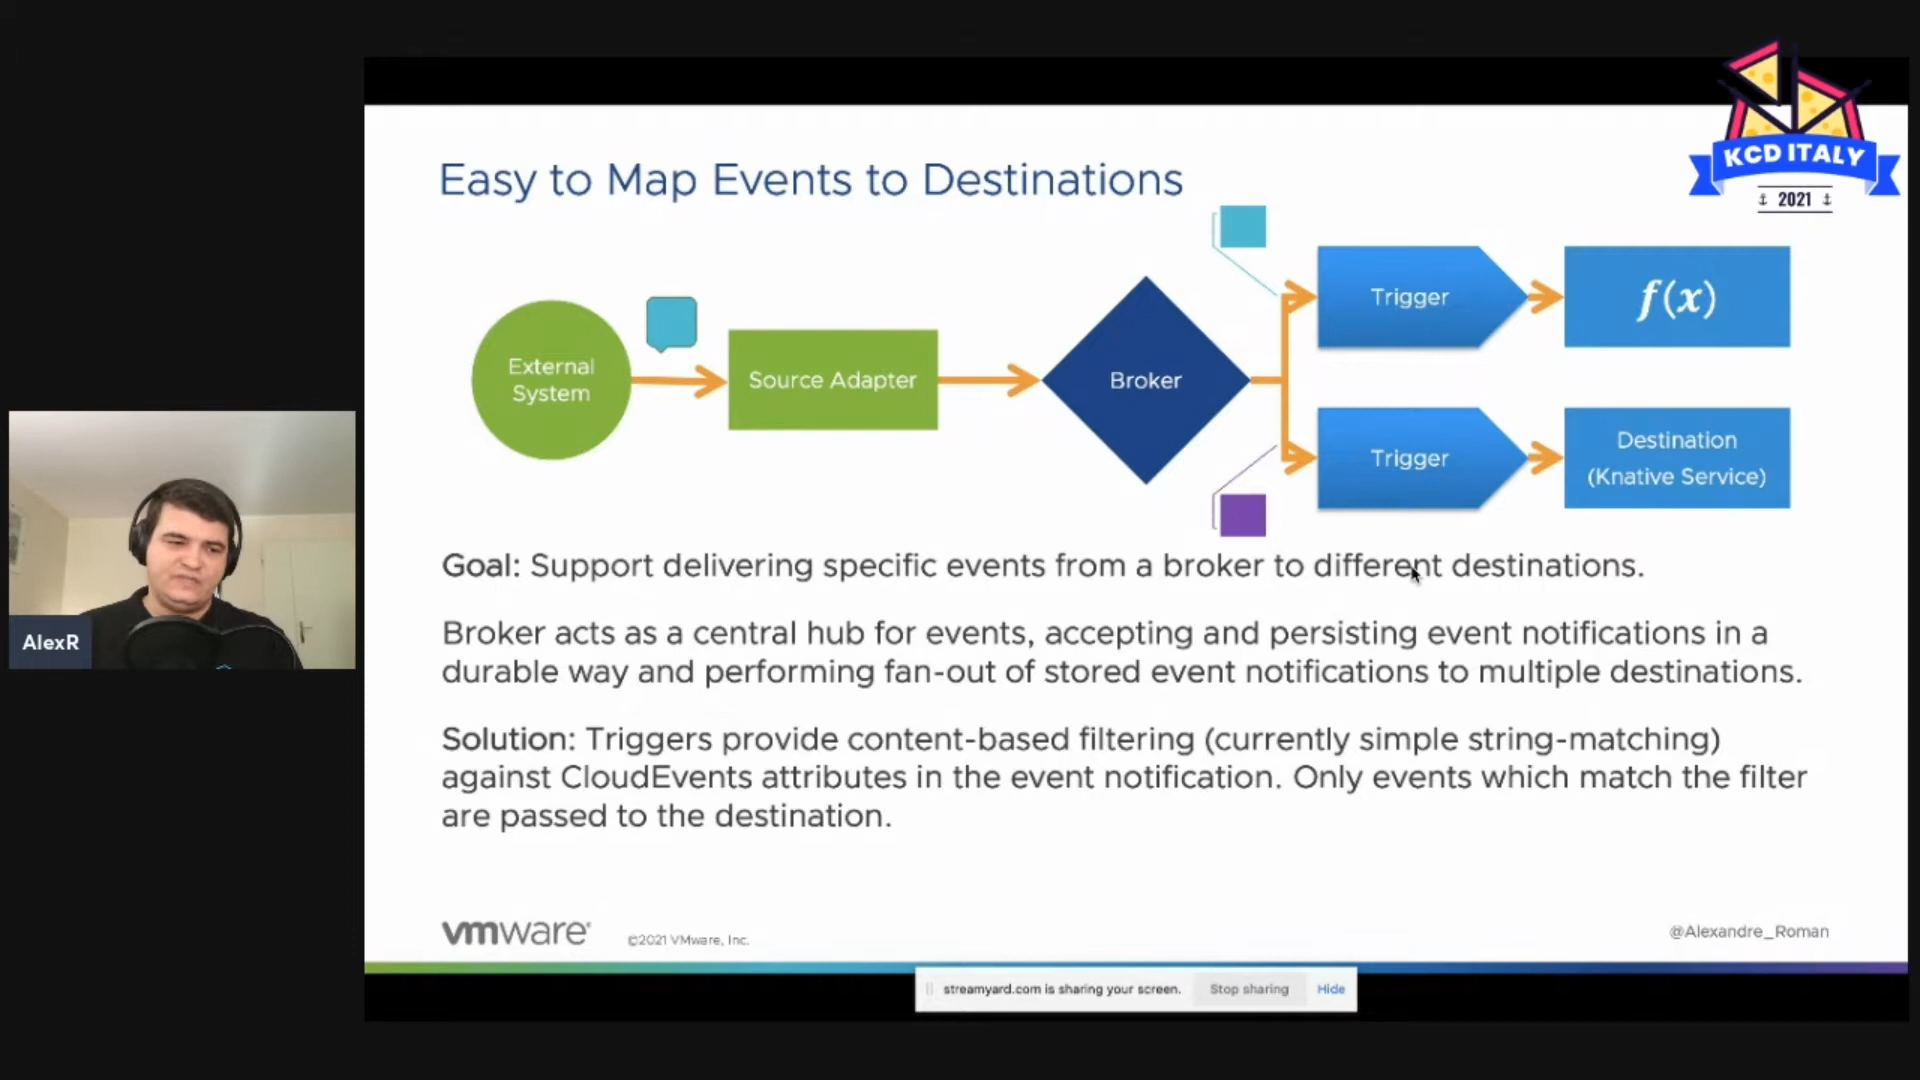 KCD ITALY
2021
Easy to Map Events to Destinations
External
System
Source Adapter
Broker
Trigger
f(x)
Trigger
Destination
(Knative Service)
Goal: Support delivering specific events from a broker to different destinations.
Broker acts as a central hub for events, accepting and persisting event notifications in a
durable way and performing fan-out of stored event notifications to multiple destinations.
Solution: Triggers provide content-based filtering (currently simple string-matching)
against CloudEvents attributes in the event notification. Only events which match the filter
are passed to the destination.
vmware®
©2021 VMware, Inc.
@Alexandre_Roman
streamyard.com is sharing your screen.
Stop sharing
Hide
AlexR